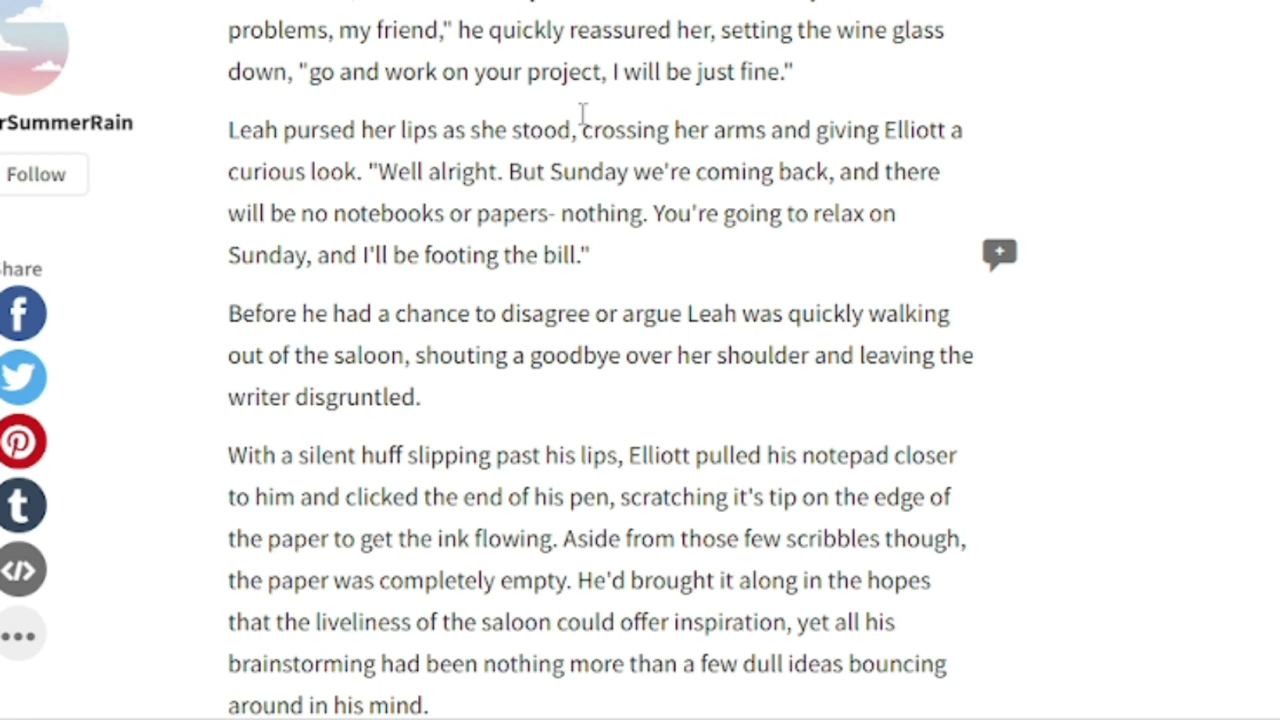 problems, my friend," he quickly reassured her, setting the wine glass
down, "go and work on your project, I will be just fine."
rSummerRain
Follow
Leah pursed her lips as she stood, crossing her arms and giving Elliott a
curious look. "Well alright. But Sunday we're coming back, and there
will be no notebooks or papers- nothing. You're going to relax on
Sunday, and I'll be footing the bill."
Share
Before he had a chance to disagree or argue Leah was quickly walking
out of the saloon, shouting a goodbye over her shoulder and leaving the
writer disgruntled.
With a silent huff slipping past his lips, Elliott pulled his notepad closer
to him and clicked the end of his pen, scratching it's tip on the edge of
the paper to get the ink flowing. Aside from those few scribbles though,
the paper was completely empty. He'd brought it along in the hopes
that the liveliness of the saloon could offer inspiration, yet all his
brainstorming had been nothing more than a few dull ideas bouncing
around in his mind.